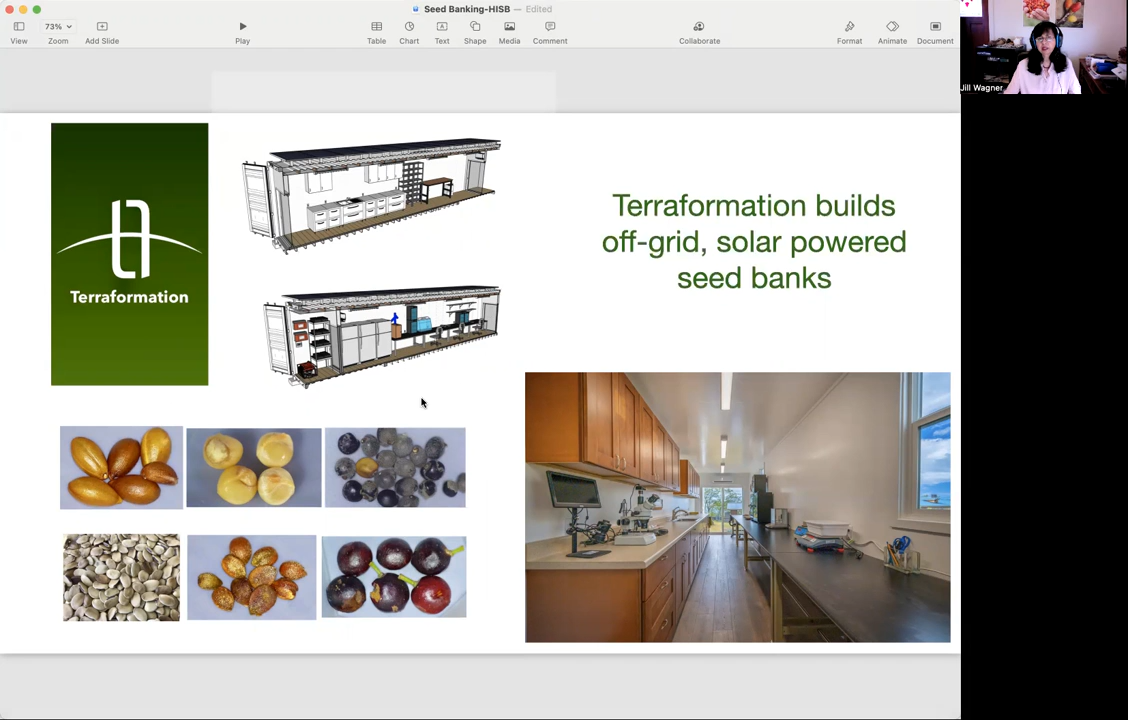 Seed Banking-HISB — Edited
73%
View
Zoom
Add Slide
Play
Table
Chart
Text
Shape
Media
Comment
Collaborate
Format
Animate
Document
Jill Wagner
Terraformation
Terraformation builds
off-grid, solar powered
seed banks